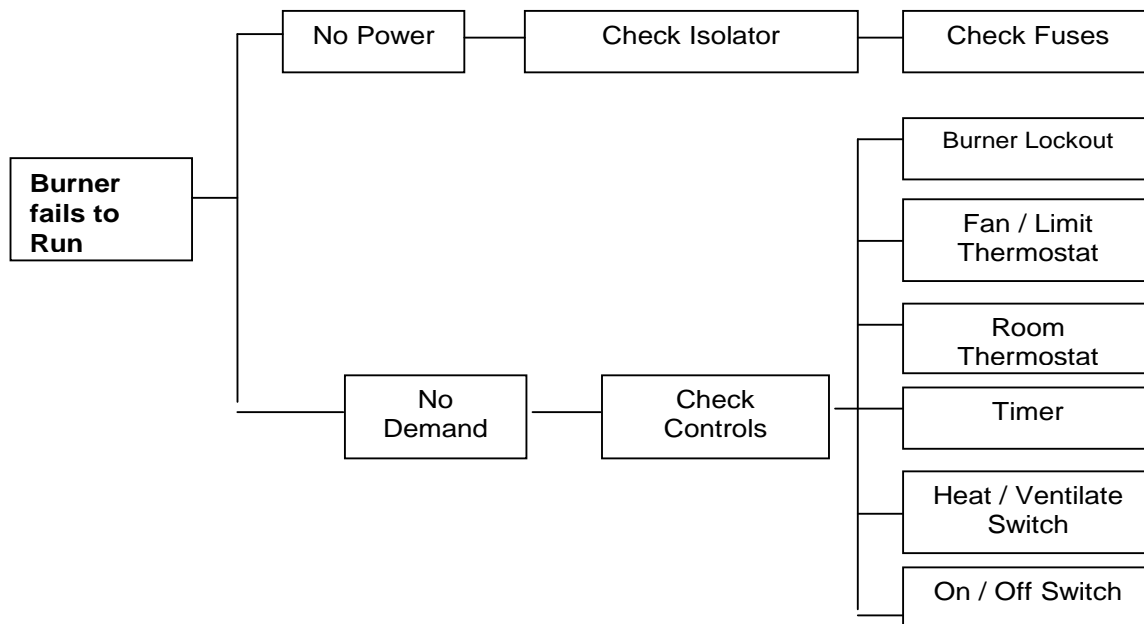 No Power
Check Isolator
Check Fuses
Burner
fails to
Run
Burner Lockout
Fan / Limit
Thermostat
Room
Thermostat
No
Demand
Check
Controls
Timer
Heat / Ventilate
Switch
On / Off Switch